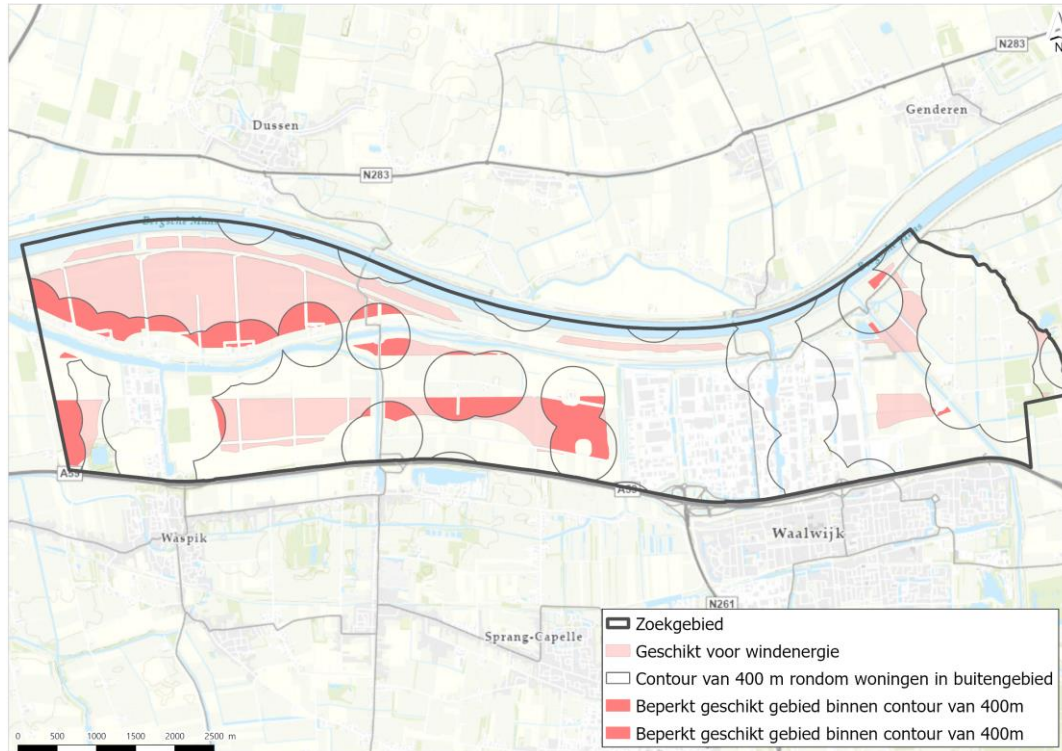 N283
N
Genderen
Dussen
N283
Bergsche Maas
A59
A59
Waspik
Waalwijk
N261
Sprang-Capelle
Zoekgebied
Geschikt voor windenergie
Contour van 400 m rondom woningen in buitengebied
Beperkt geschikt gebied binnen contour van 400m
Beperkt geschikt gebied binnen contour van 400m
0 500 1000 1500 2000 2500 m